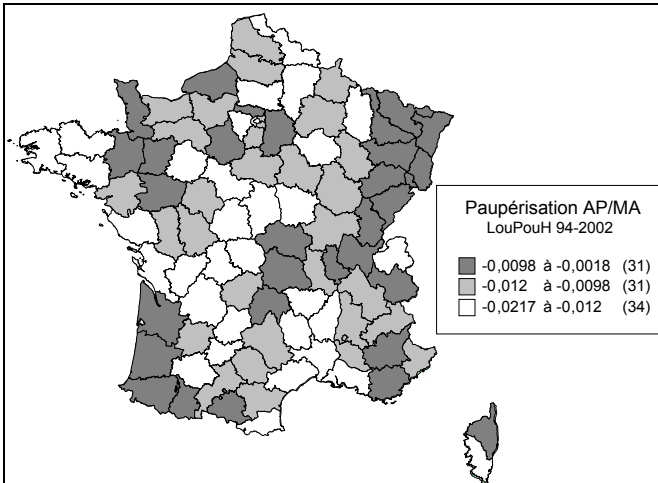 Paupérisation AP/MA
LouPouH 94-2002
-0,0098 à -0,0018 (31)
-0,012 à -0,0098 (31)
-0,0217 à -0,012 (34)